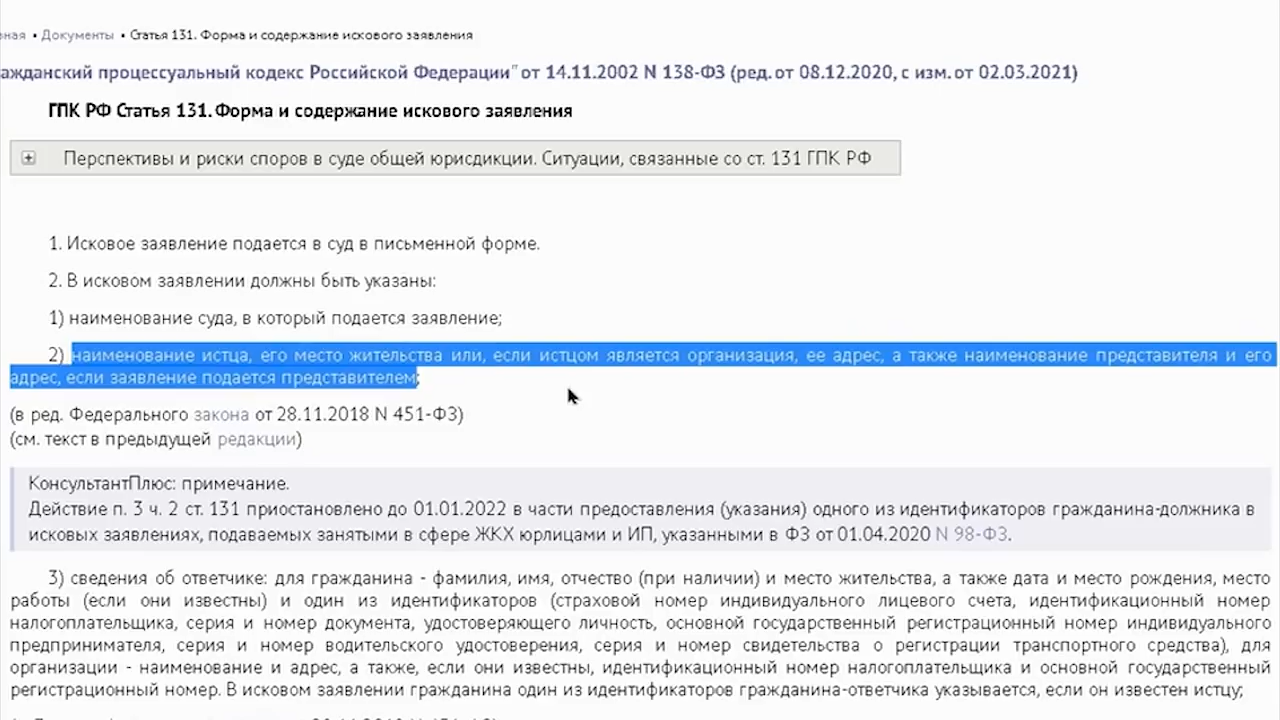 • Документы • Статья 131. Форма и содержание искового заявления
процессуальный кодекс Российской Федерации" от 14.11.2002 N 138-ФЗ (ред. от 08.12.2020, с изм. от 02.03.2021)
ГПК РФ Статья 131. Форма и содержание искового заявления
Перспективы и риски споров в суде общей юрисдикции. Ситуации, связанные со ст. 131 ГПК РФ
1. Исковое заявление подается в суд в письменной форме.
2. В исковом заявлении должны быть указаны:
1) наименование суда, в который подается заявление;
2) наименование истца, его место жительства или, если истцом является организация, ее адрес, а также наименование представителя и его
адрес, если заявление подается представителем;
(в ред. Федерального закона от 28.11.2018 N 451-ФЗ)
(см. текст в предыдущей редакции)
КонсультантПлюс: примечание.
Действие п. 3 ч. 2 ст. 131 приостановлено до 01.01.2022 в части предоставления (указания) одного из идентификаторов гражданина-должника в
исковых заявлениях, подаваемых занятыми в сфере ЖКХ юрлицами и ИП, указанными в ФЗ от 01.04.2020 N 98-ФЗ.
3) сведения об ответчике: для гражданина - фамилия, имя, отчество (при наличии) и место жительства, а также дата и место рождения, место
работы (если они известны) и один из идентификаторов (страховой номер индивидуального лицевого счета, идентификационный номер
налогоплательщика, серия и номер документа, удостоверяющего личность, основной государственный регистрационный номер индивидуального
предпринимателя, серия и номер водительского удостоверения, серия и номер свидетельства о регистрации транспортного средства), для
организации - наименование и адрес, а также, если они известны, идентификационный номер налогоплательщика и основной государственный
регистрационный номер. В исковом заявлении гражданина один из идентификаторов гражданина-ответчика указывается, если он известен истцу;